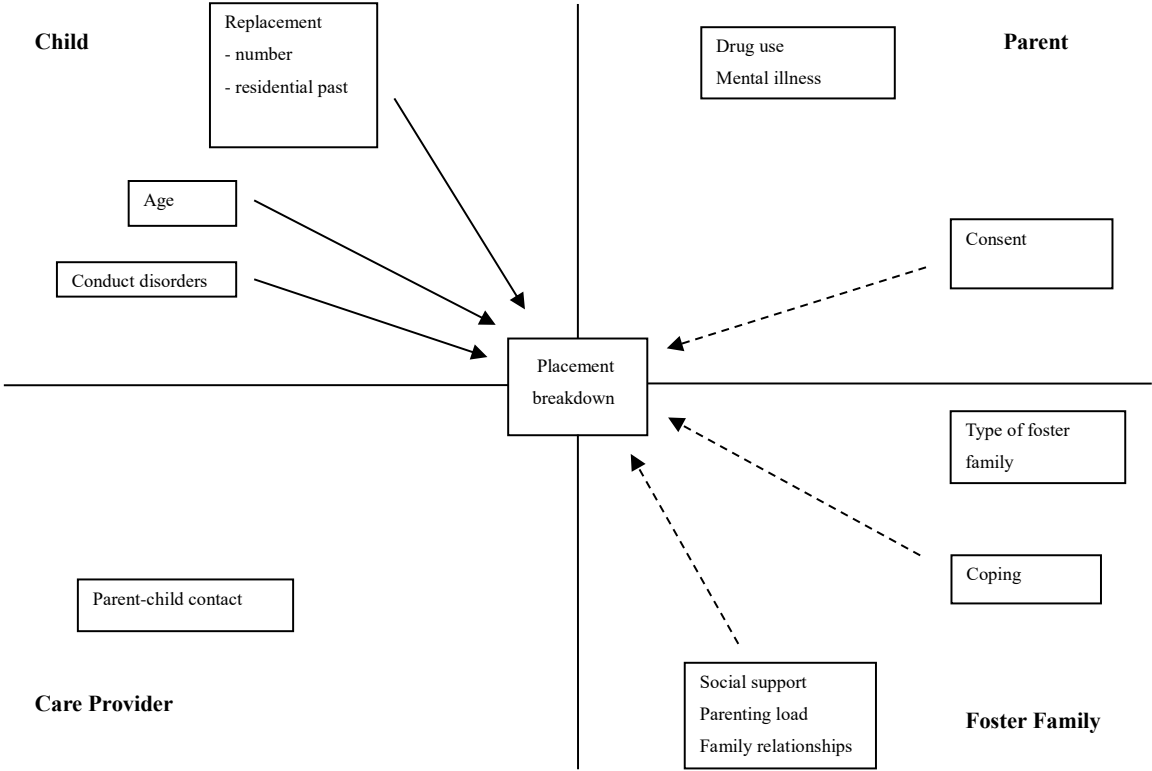 Child
Replacement
- number
- residential past
Age
Conduct disorders
Parent
Drug use
Mental illness
Consent
Placement
breakdown
Parent-child contact
Care Provider
Type of foster
family
Coping
Social support
Parenting load
Family relationships
Foster Family